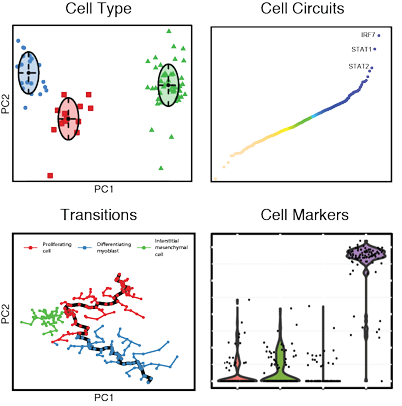 Cell Type
Cell Circuits
PC2
PC1
IRF7
STAT1
STAT2
Transitions
Cell Markers
Proliferating cell
Differentiating myoblast
Interstitial mesenchymal cell
PC2
PC1